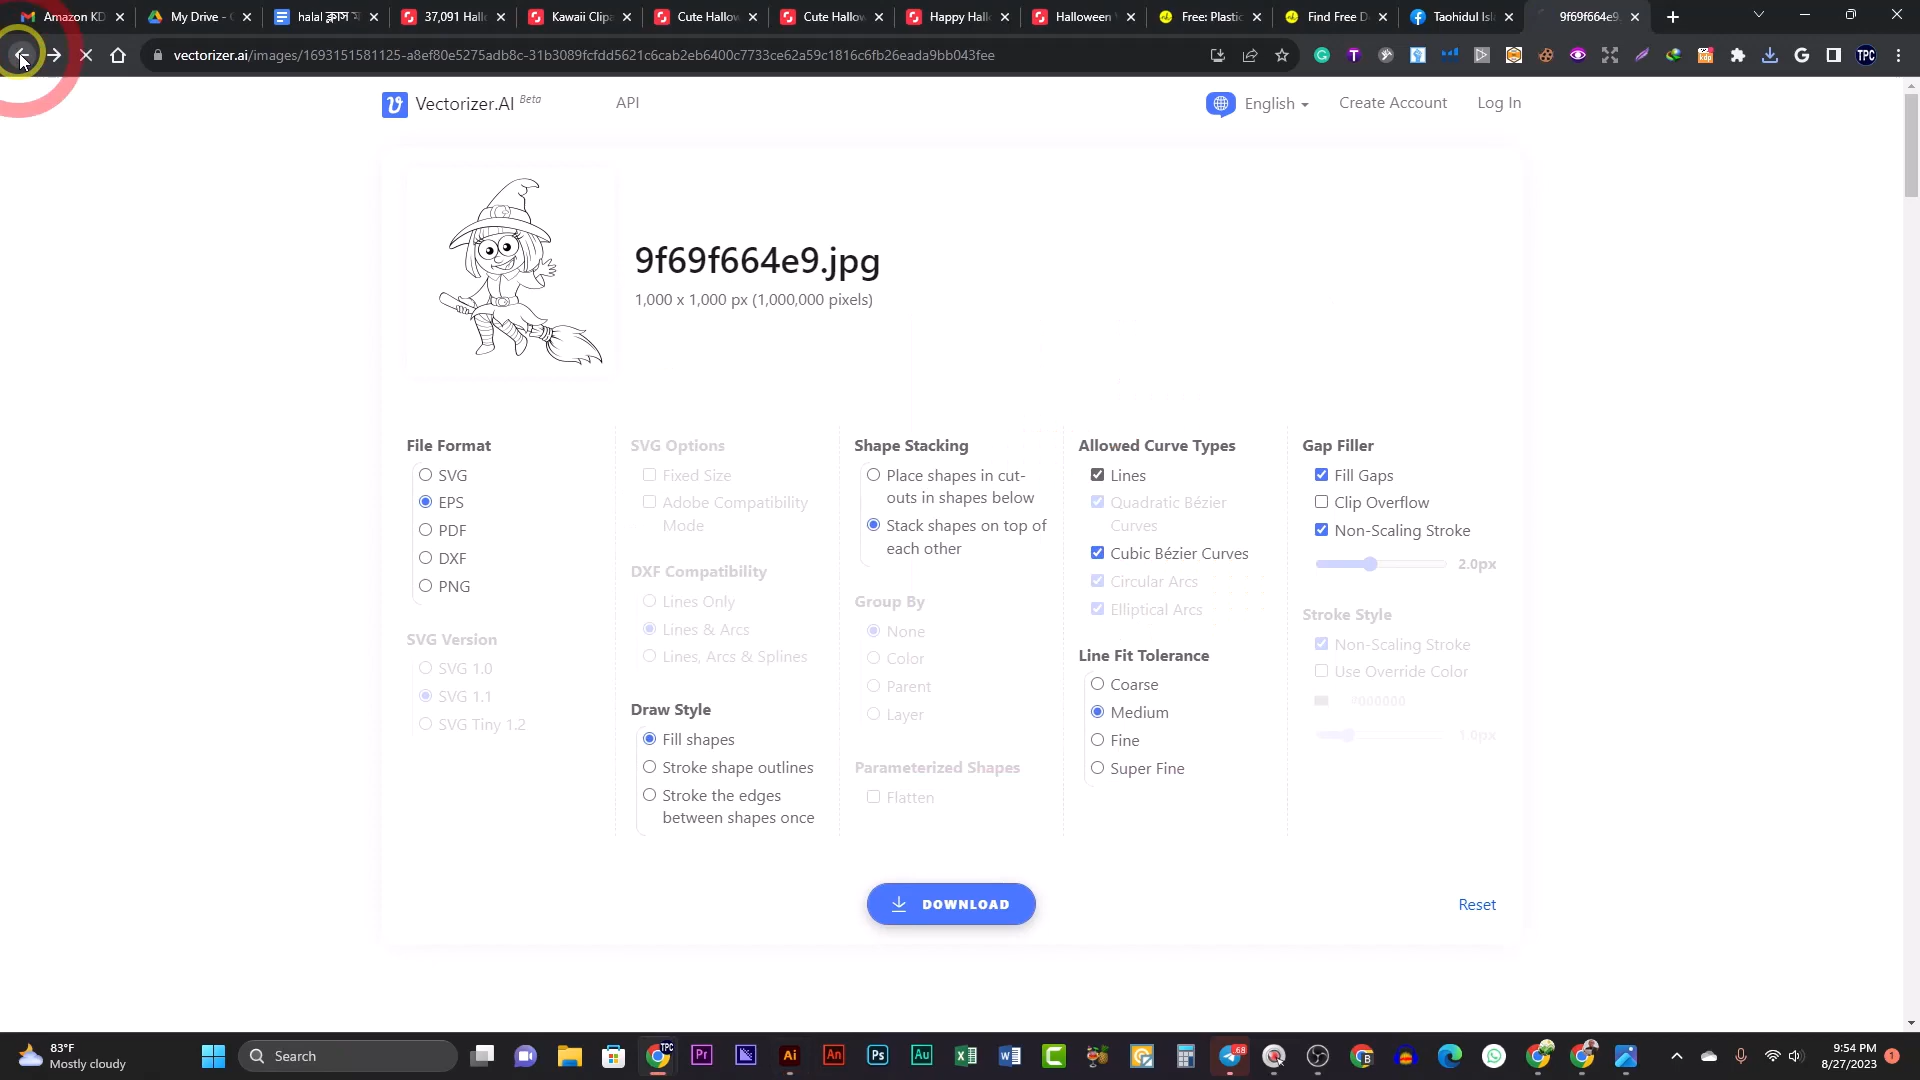 Amazon KD
My Drive - G
halal ক্লাস ম
37,091 Hall
Kawaii Clipa
Cute Hallow
Cute Hallow
Happy Hallo
Halloween V
Free: Plastic
Find Free D
Taohidul Isl
9f69f664e9.
vectorizer.ai/images/1693151581125-a8ef80e5275adb8c-31b3089fcfdd5621c6cab2eb6400c7733ce62a59c1816c6fb26eada9bb043fee
Vectorizer.AI Beta
API
English
Create Account
Log In
9f69f664e9.jpg
1,000 x 1,000 px (1,000,000 pixels)
File Format
SVG
EPS
PDF
DXF
PNG
SVG Version
SVG 1.0
SVG 1.1
SVG Tiny 1.2
SVG Options
Fixed Size
Adobe Compatibility
Mode
DXF Compatibility
Lines Only
Lines & Arcs
Lines, Arcs & Splines
Draw Style
Fill shapes
Stroke shape outlines
Stroke the edges
between shapes once
Shape Stacking
Place shapes in cut-
outs in shapes below
Stack shapes on top of
each other
Group By
None
Color
Parent
Layer
Parameterized Shapes
Flatten
Allowed Curve Types
Lines
Quadratic Bézier
Curves
Cubic Bézier Curves
Circular Arcs
Elliptical Arcs
Line Fit Tolerance
Coarse
Medium
Fine
Super Fine
Gap Filler
Fill Gaps
Clip Overflow
Non-Scaling Stroke
2.0px
Stroke Style
Non-Scaling Stroke
Use Override Color
#000000
1.0px
DOWNLOAD
Reset
83°F
Mostly cloudy
Search
9:54 PM
8/27/2023